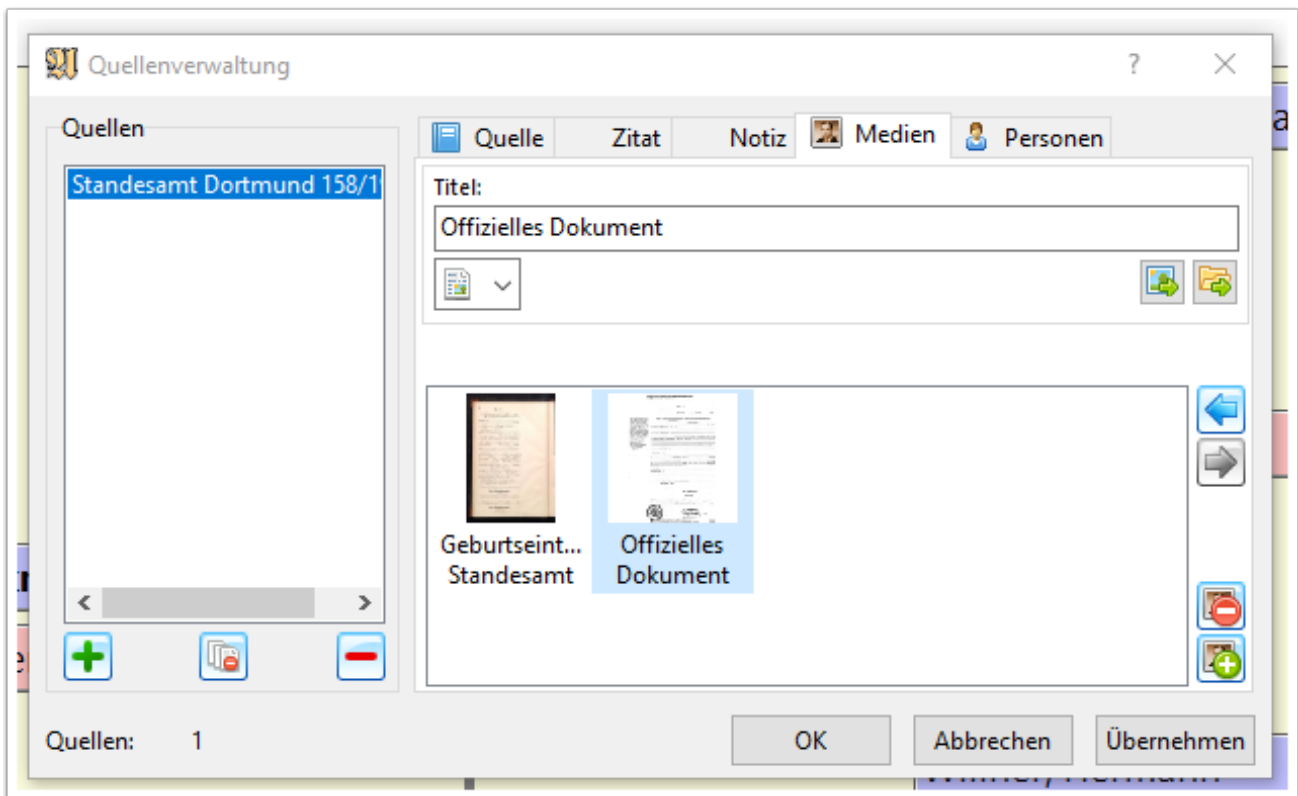 Quellenverwaltung
?
Quellen
Standesamt Dortmund 158/1
Quelle
Zitat
Notiz
Medien
Personen
Titel:
Offizielles Dokument
Geburtseint...
Standesamt
Offizielles
Dokument
Quellen: 1
OK
Abbrechen
Übernehmen